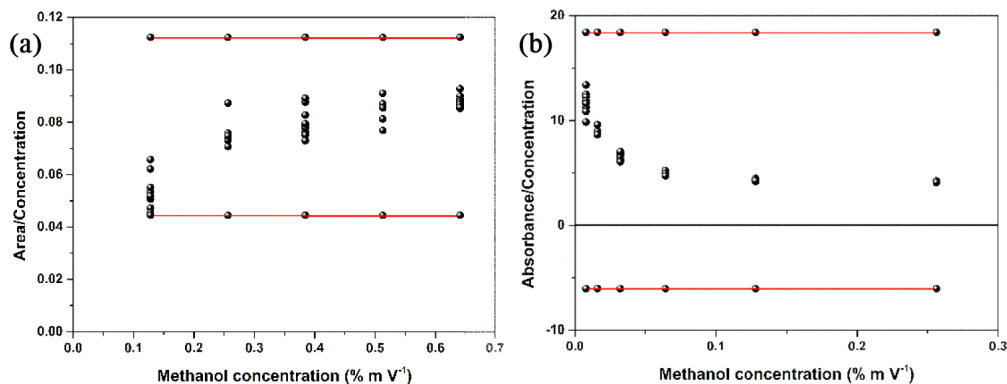 (a)
Area/Concentration
0.12
0.10
0.08
0.06
0.04
0.02
0.00
0.0 0.1 0.2 0.3 0.4 0.5 0.6 0.7
Methanol concentration (% m V⁻¹)
(b)
Absorbance/Concentration
20
10
0
-10
0.0 0.1 0.2 0.3
Methanol concentration (% m V⁻¹)